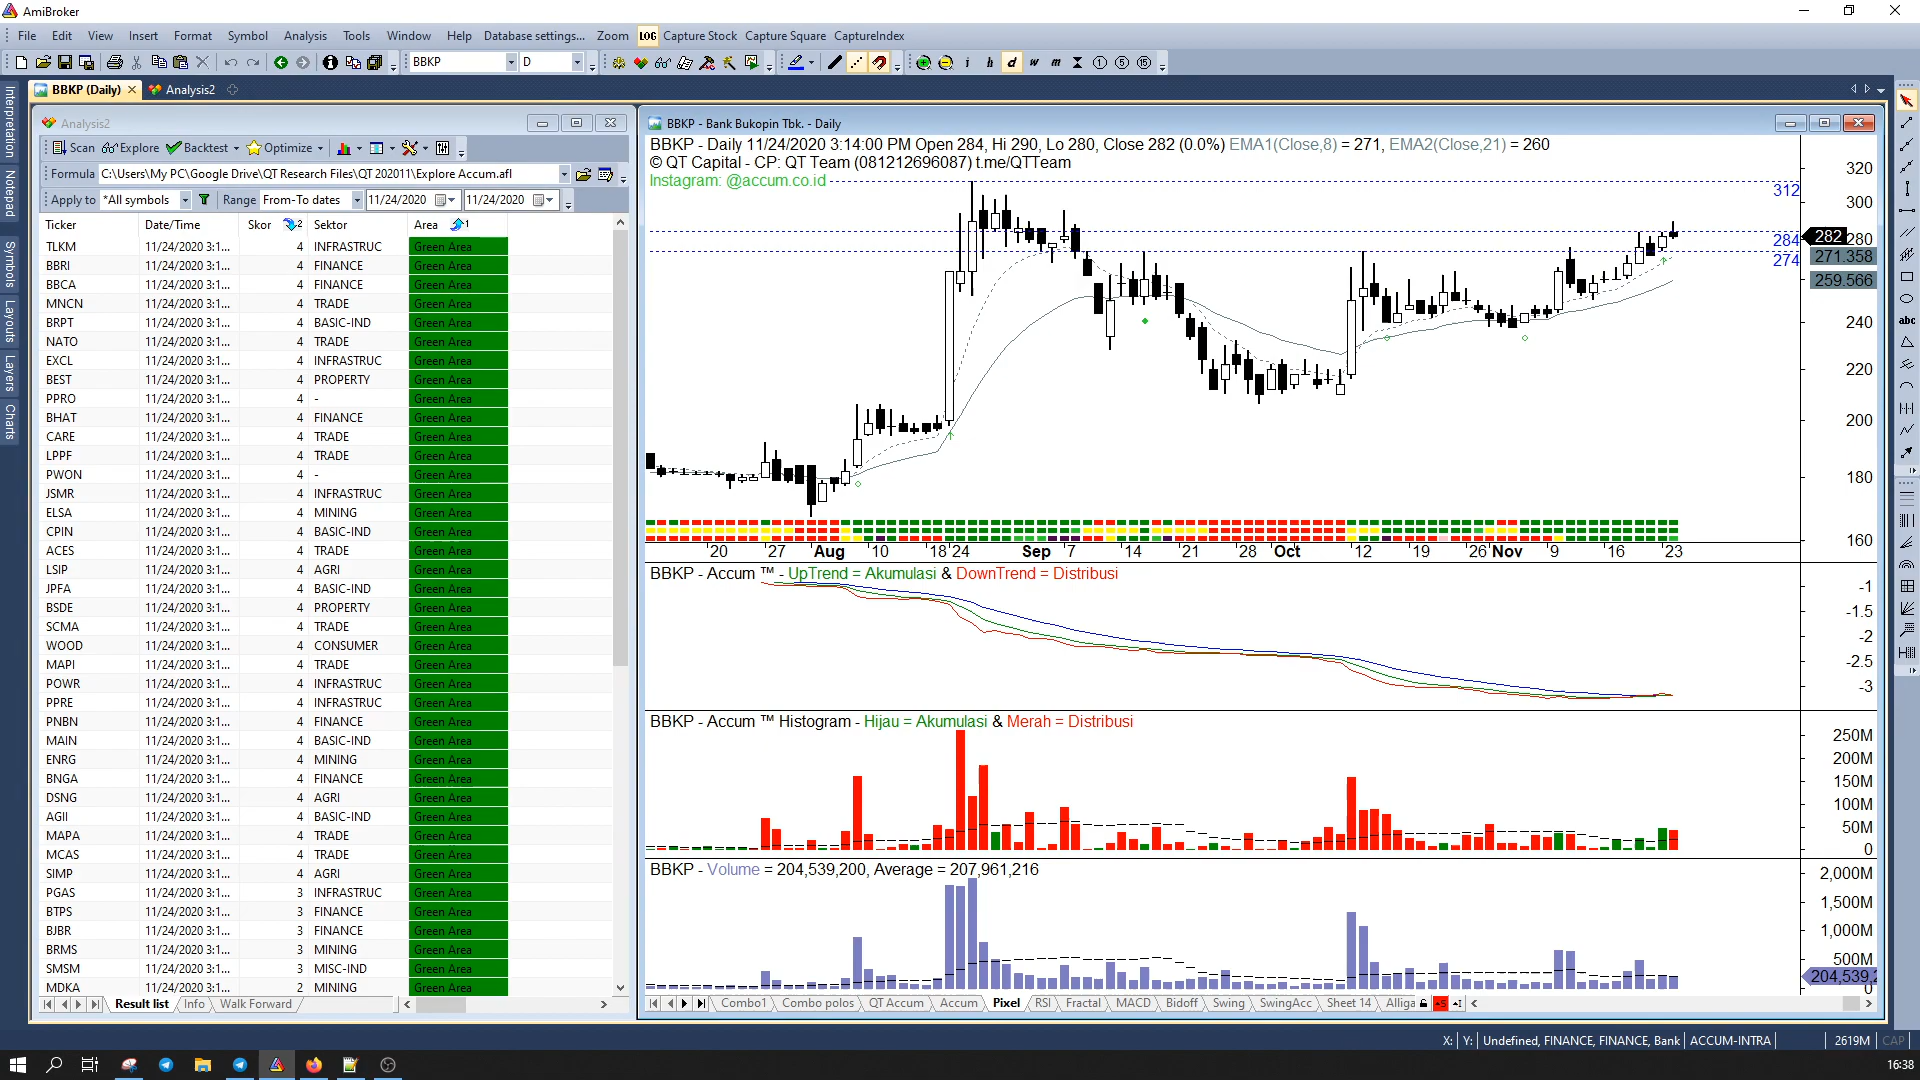 AmiBroker
File Edit View Insert Format Symbol Analysis Tools Window Help Database settings... Zoom LOG Capture Stock Capture Square CaptureIndex
BBKP D i h d w m
BBKP (Daily) Analysis2
Interpretation
Notepad
Symbols
Layouts
Layers
Charts
Analysis2
Scan Explore Backtest Optimize
Formula C:\Users\My PC\Google Drive\QT Research Files\QT 202011\Explore Accum.afl
Apply to *All symbols Range From-To dates 11/24/2020 11/24/2020
Ticker Date/Time Skor 2 Sektor Area 1
TLKM 11/24/2020 3:1... 4 INFRASTRUC Green Area
BBRI 11/24/2020 3:1... 4 FINANCE Green Area
BBCA 11/24/2020 3:1... 4 FINANCE Green Area
MNCN 11/24/2020 3:1... 4 TRADE Green Area
BRPT 11/24/2020 3:1... 4 BASIC-IND Green Area
NATO 11/24/2020 3:1... 4 TRADE Green Area
EXCL 11/24/2020 3:1... 4 INFRASTRUC Green Area
BEST 11/24/2020 3:1... 4 PROPERTY Green Area
PPRO 11/24/2020 3:1... 4 - Green Area
BHAT 11/24/2020 3:1... 4 FINANCE Green Area
CARE 11/24/2020 3:1... 4 TRADE Green Area
LPPF 11/24/2020 3:1... 4 TRADE Green Area
PWON 11/24/2020 3:1... 4 - Green Area
JSMR 11/24/2020 3:1... 4 INFRASTRUC Green Area
ELSA 11/24/2020 3:1... 4 MINING Green Area
CPIN 11/24/2020 3:1... 4 BASIC-IND Green Area
ACES 11/24/2020 3:1... 4 TRADE Green Area
LSIP 11/24/2020 3:1... 4 AGRI Green Area
JPFA 11/24/2020 3:1... 4 BASIC-IND Green Area
BSDE 11/24/2020 3:1... 4 PROPERTY Green Area
SCMA 11/24/2020 3:1... 4 TRADE Green Area
WOOD 11/24/2020 3:1... 4 CONSUMER Green Area
MAPI 11/24/2020 3:1... 4 TRADE Green Area
POWR 11/24/2020 3:1... 4 INFRASTRUC Green Area
PPRE 11/24/2020 3:1... 4 INFRASTRUC Green Area
PNBN 11/24/2020 3:1... 4 FINANCE Green Area
MAIN 11/24/2020 3:1... 4 BASIC-IND Green Area
ENRG 11/24/2020 3:1... 4 MINING Green Area
BNGA 11/24/2020 3:1... 4 FINANCE Green Area
DSNG 11/24/2020 3:1... 4 AGRI Green Area
AGII 11/24/2020 3:1... 4 BASIC-IND Green Area
MAPA 11/24/2020 3:1... 4 TRADE Green Area
MCAS 11/24/2020 3:1... 4 TRADE Green Area
SIMP 11/24/2020 3:1... 4 AGRI Green Area
PGAS 11/24/2020 3:1... 3 INFRASTRUC Green Area
BTPS 11/24/2020 3:1... 3 FINANCE Green Area
BJBR 11/24/2020 3:1... 3 FINANCE Green Area
BRMS 11/24/2020 3:1... 3 MINING Green Area
SMSM 11/24/2020 3:1... 3 MISC-IND Green Area
MDKA 11/24/2020 3:1... 2 MINING Green Area
Result list Info Walk Forward
BBKP - Bank Bukopin Tbk. - Daily
BBKP - Daily 11/24/2020 3:14:00 PM Open 284, Hi 290, Lo 280, Close 282 (0.0%) EMA1(Close,8) = 271, EMA2(Close,21) = 260
© QT Capital - CP: QT Team (081212696087) t.me/QTTeam
Instagram: @accum.co.id
312
284
274
320
300
282 280
271.358
259.566
240
220
200
180
160
20 27 Aug 10 18 24 Sep 7 14 21 28 Oct 12 19 26 Nov 9 16 23
BBKP - Accum ™ - UpTrend = Akumulasi & DownTrend = Distribusi
-1
-1.5
-2
-2.5
-3
BBKP - Accum ™ Histogram - Hijau = Akumulasi & Merah = Distribusi
250M
200M
150M
100M
50M
0
BBKP - Volume = 204,539,200, Average = 207,961,216
2,000M
1,500M
1,000M
500M
204,539,2
0
Combo1 Combo polos QT Accum Accum Pixel RSI Fractal MACD Bidoff Swing SwingAcc Sheet 14 Alliga
abc
X: Y: Undefined, FINANCE, FINANCE, Bank ACCUM-INTRA 2619M CAP
16:38